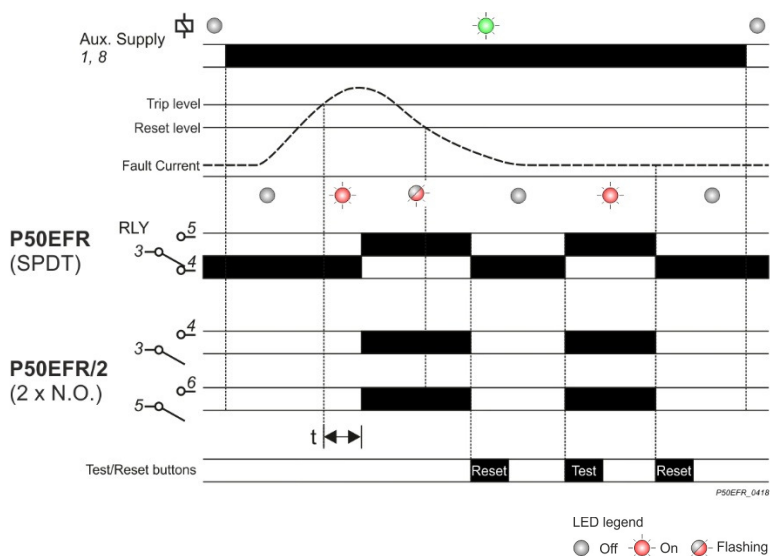 Aux. Supply
1, 8
Trip level
Reset level
Fault Current
P50EFR
(SPDT)
RLY
5
3
4
P50EFR/2
(2 x N.O.)
4
3
6
5
t
Test/Reset buttons
Reset
Test
Reset
P50EFR_0418
LED legend
Off On Flashing